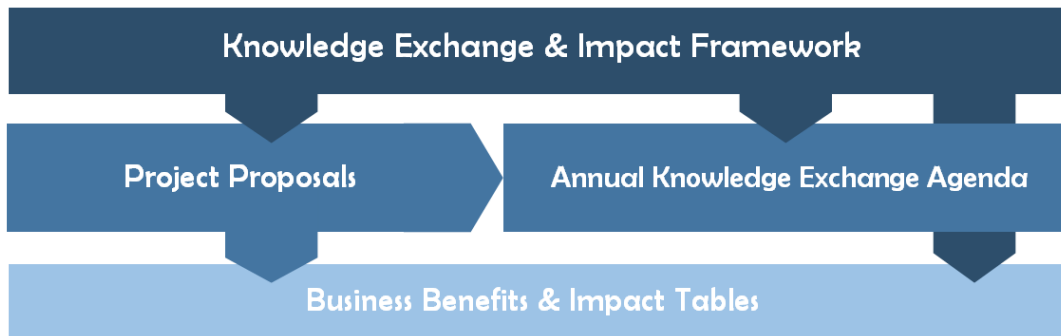 Knowledge Exchange & Impact Framework
Project Proposals
Annual Knowledge Exchange Agenda
Business Benefits & Impact Tables